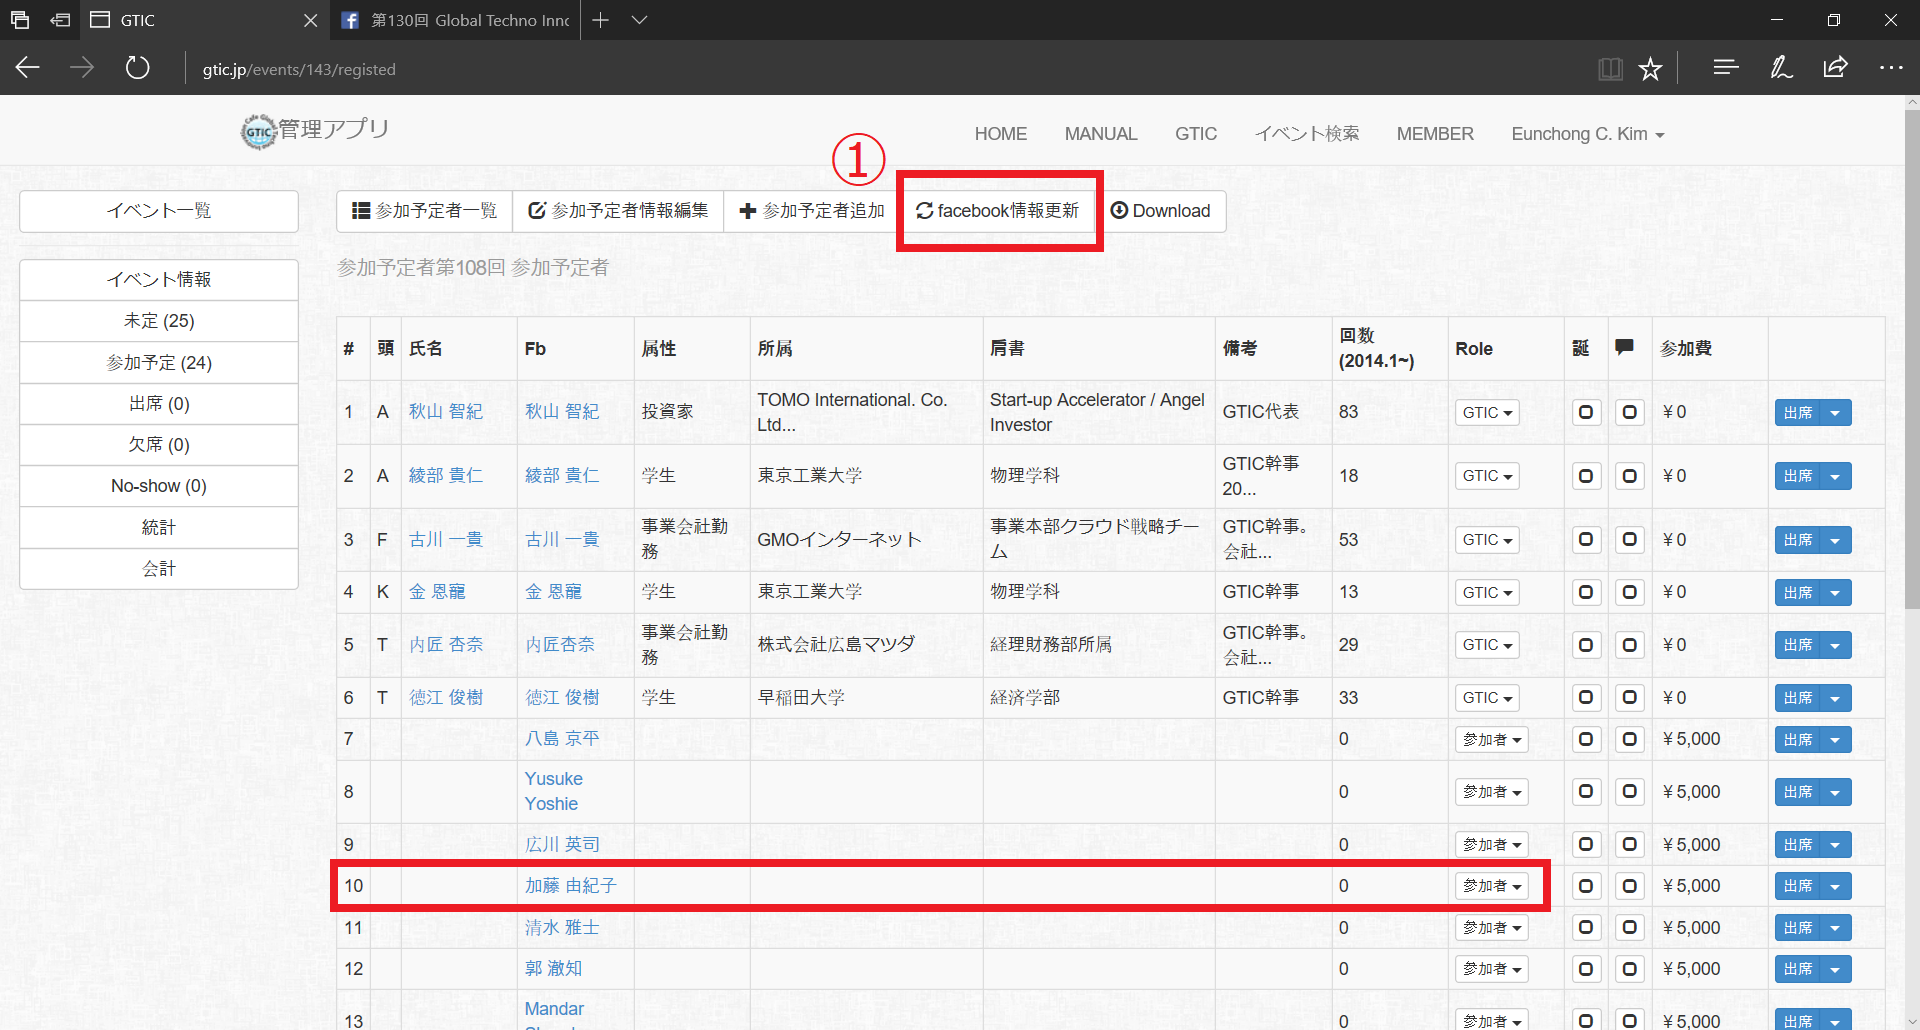 GTIC
第130回 Global Techno Inno
gtic.jp/events/143/registed
GTIC 管理アプリ
HOME MANUAL GTIC イベント検索 MEMBER Eunchong C. Kim
①
イベント一覧
参加予定者一覧 参加予定者情報編集 参加予定者追加 facebook情報更新 Download
参加予定者第108回 参加予定者
イベント情報
未定 (25)
参加予定 (24)
出席 (0)
欠席 (0)
No-show (0)
統計
会計
# 頭 氏名 Fb 属性 所属 肩書 備考 回数 (2014.1~) Role 誕 参加費
1 A 秋山 智紀 秋山 智紀 投資家 TOMO International. Co. Ltd... Start-up Accelerator / Angel Investor GTIC代表 83 GTIC ¥0 出席
2 A 綾部 貴仁 綾部 貴仁 学生 東京工業大学 物理学科 GTIC幹事 20... 18 GTIC ¥0 出席
3 F 古川 一貴 古川 一貴 事業会社勤務 GMOインターネット 事業本部クラウド戦略チーム GTIC幹事。会社... 53 GTIC ¥0 出席
4 K 金 恩寵 金 恩寵 学生 東京工業大学 物理学科 GTIC幹事 13 GTIC ¥0 出席
5 T 内匠 杏奈 内匠杏奈 事業会社勤務 株式会社広島マツダ 経理財務部所属 GTIC幹事。会社... 29 GTIC ¥0 出席
6 T 徳江 俊樹 徳江 俊樹 学生 早稲田大学 経済学部 GTIC幹事 33 GTIC ¥0 出席
7 八島 京平 0 参加者 ¥5,000 出席
8 Yusuke Yoshie 0 参加者 ¥5,000 出席
9 広川 英司 0 参加者 ¥5,000 出席
10 加藤 由紀子 0 参加者 ¥5,000 出席
11 清水 雅士 0 参加者 ¥5,000 出席
12 郭 澈知 0 参加者 ¥5,000 出席
13 Mandar 0 参加者 ¥5,000 出席